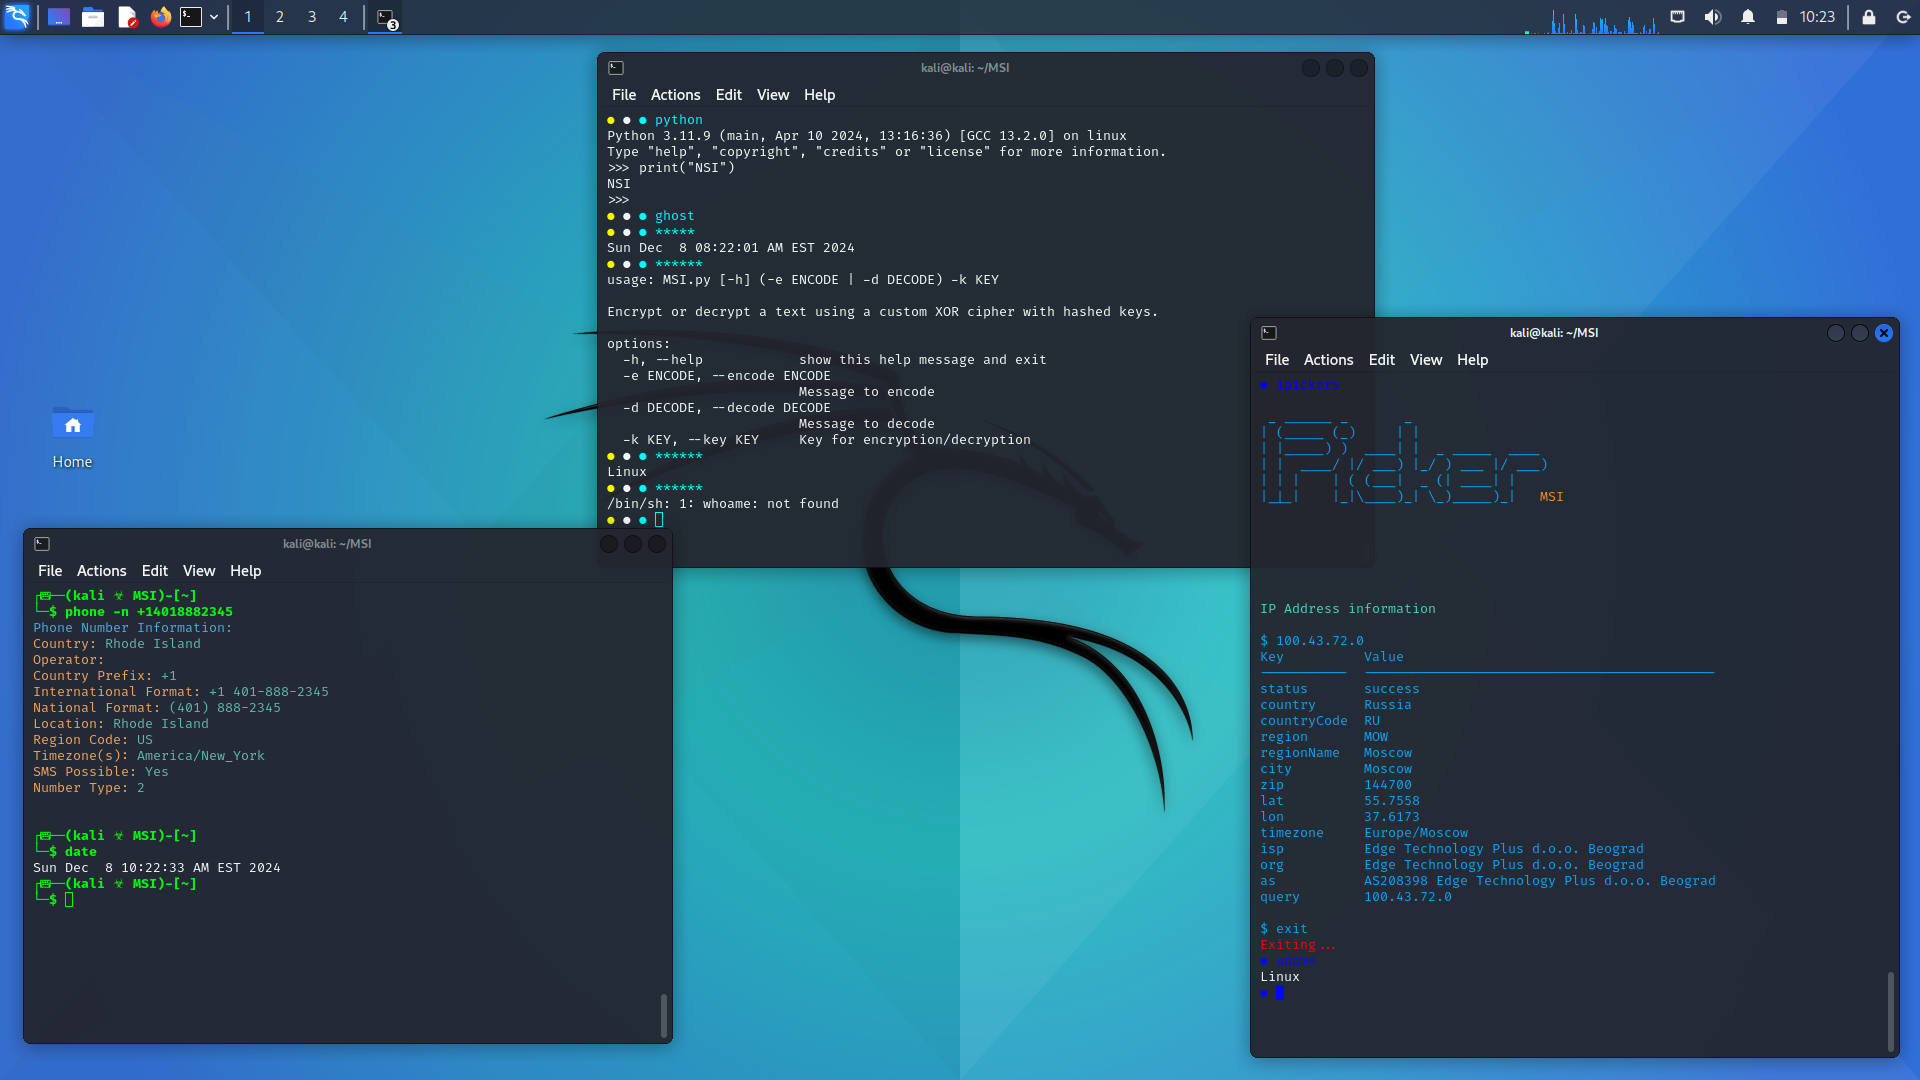 1 2 3 4 3 10:23
kali@kali: ~/MSI
File Actions Edit View Help
● ● ● python
Python 3.11.9 (main, Apr 10 2024, 13:16:36) [GCC 13.2.0] on linux
Type "help", "copyright", "credits" or "license" for more information.
>>> print("NSI")
NSI
>>>
● ● ● ghost
● ● ● *****
Sun Dec  8 08:22:01 AM EST 2024
● ● ● ******
usage: MSI.py [-h] (-e ENCODE | -d DECODE) -k KEY
Encrypt or decrypt a text using a custom XOR cipher with hashed keys.
options:
-h, --help            show this help message and exit
-e ENCODE, --encode ENCODE
Message to encode
-d DECODE, --decode DECODE
Message to decode
-k KEY, --key KEY     Key for encryption/decryption
● ● ● ******
Linux
● ● ● ******
/bin/sh: 1: whoame: not found
● ● ●
Home
kali@kali: ~/MSI
File Actions Edit View Help
(kali ☣ MSI)-[~]
$ phone -n +14018882345
Phone Number Information:
Country: Rhode Island
Operator:
Country Prefix: +1
International Format: +1 401-888-2345
National Format: (401) 888-2345
Location: Rhode Island
Region Code: US
Timezone(s): America/New_York
SMS Possible: Yes
Number Type: 2
(kali ☣ MSI)-[~]
$ date
Sun Dec  8 10:22:33 AM EST 2024
(kali ☣ MSI)-[~]
$
kali@kali: ~/MSI
File Actions Edit View Help
● ipickers
MSI
IP Address information
$ 100.43.72.0
Key          Value
status       success
country      Russia
countryCode  RU
region       MOW
regionName   Moscow
city         Moscow
zip          144700
lat          55.7558
lon          37.6173
timezone     Europe/Moscow
isp          Edge Technology Plus d.o.o. Beograd
org          Edge Technology Plus d.o.o. Beograd
as           AS208398 Edge Technology Plus d.o.o. Beograd
query        100.43.72.0
$ exit
Exiting...
● uname
Linux
●